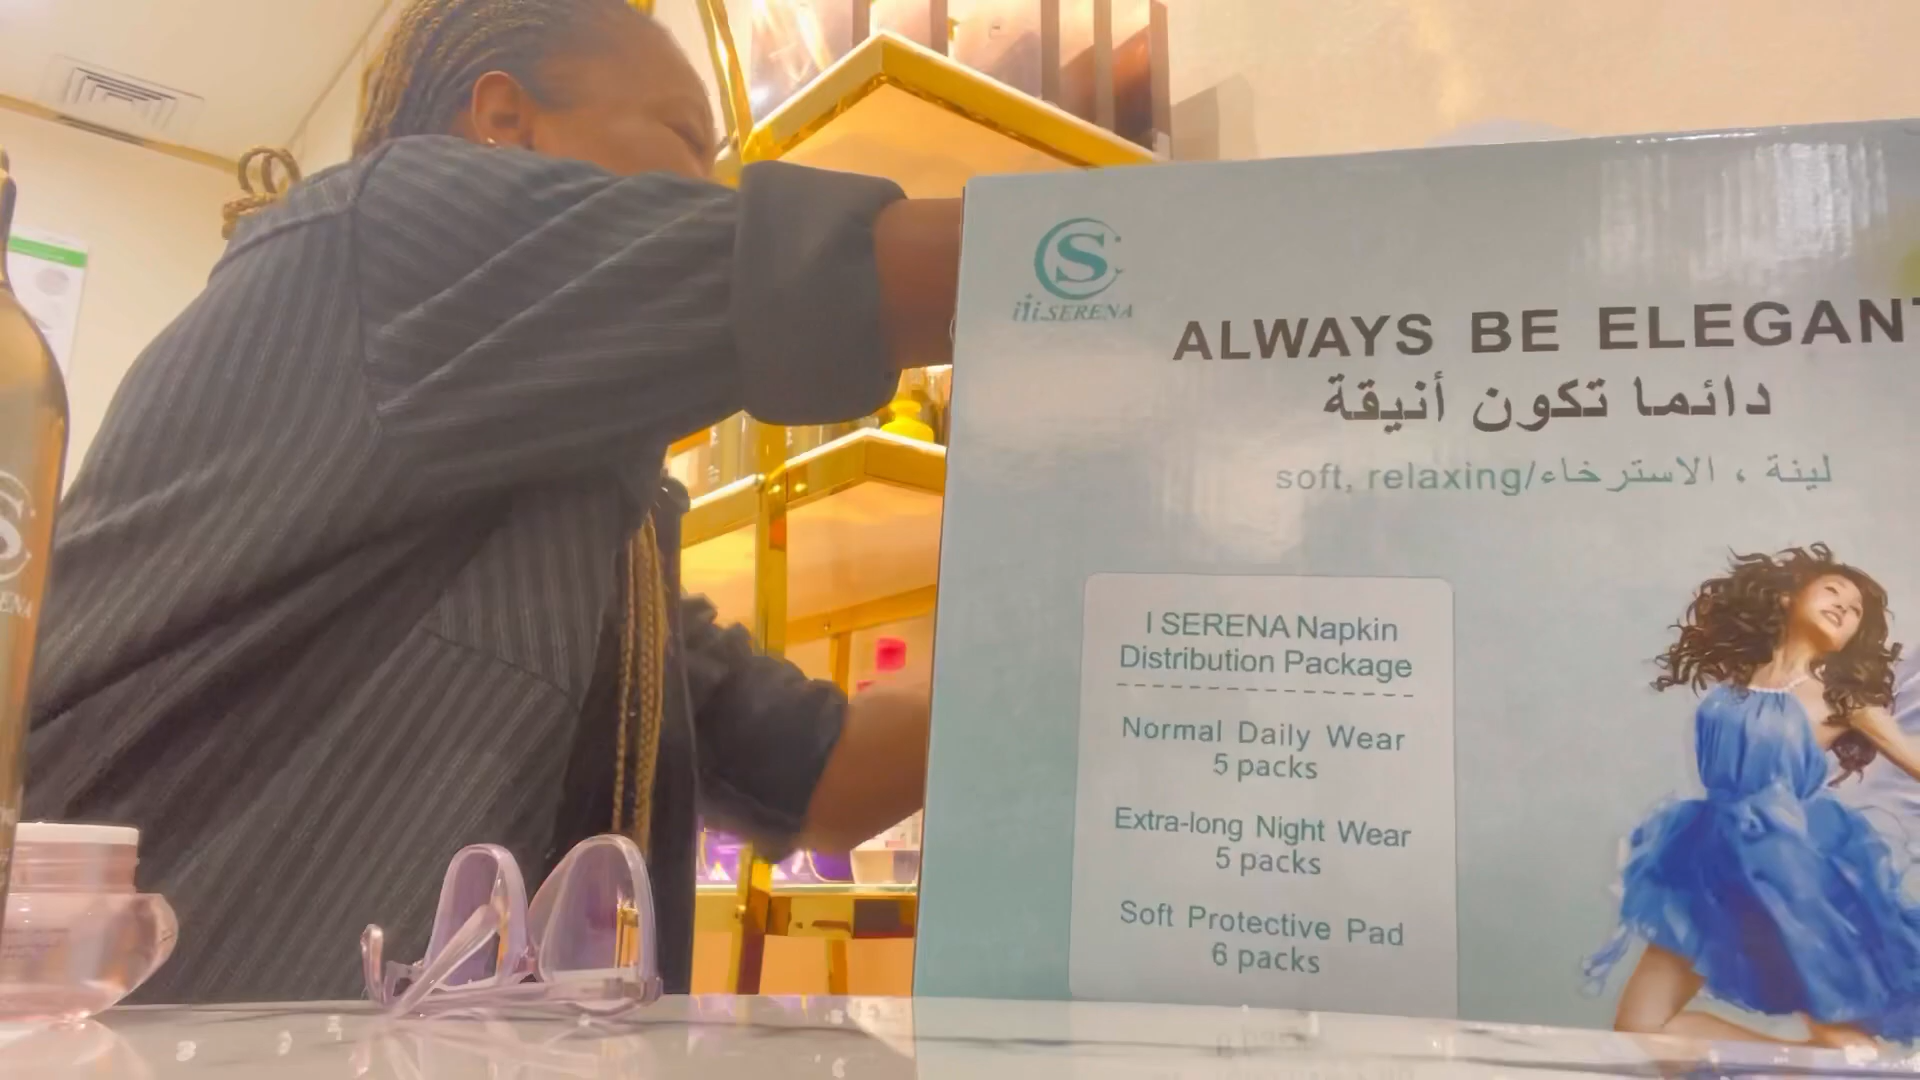 ili-SERENA
ALWAYS BE ELEGANT
دائما تكون أنيقة
soft, relaxing/لينة ، الاسترخاء
I SERENA Napkin
Distribution Package
Normal Daily Wear
5 packs
Extra-long Night Wear
5 packs
Soft Protective Pad
6 packs